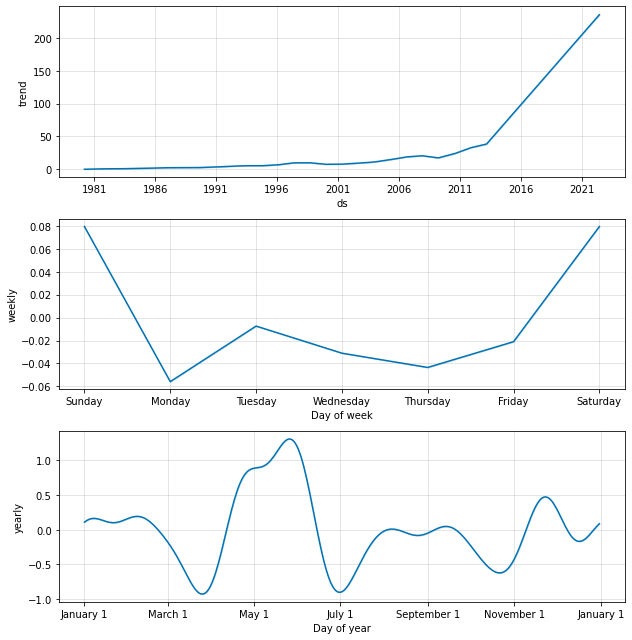 200
150
100
50
0
trend
1981 1986 1991 1996 2001 2006 2011 2016 2021
ds
0.08
0.06
0.04
0.02
0.00
−0.02
−0.04
−0.06
weekly
Sunday Monday Tuesday Wednesday Thursday Friday Saturday
Day of week
1.0
0.5
0.0
−0.5
−1.0
yearly
January 1 March 1 May 1 July 1 September 1 November 1 January 1
Day of year